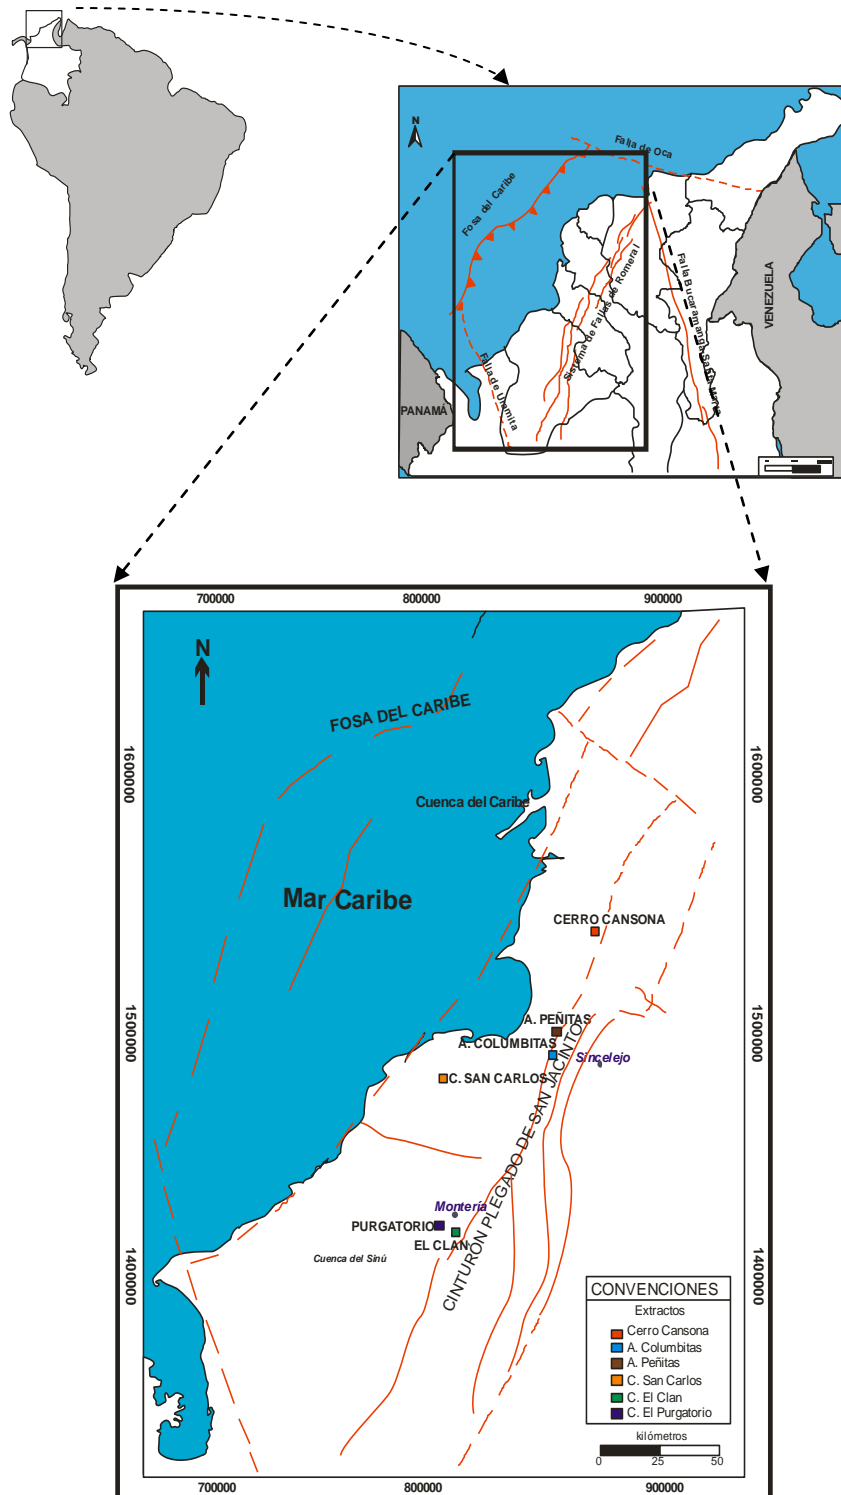 N
Falla de Oca
Fosa del Caribe
Sistema de Fallas de Romeral
Falla Bucaramanga Santa Marta
VENEZUELA
Falla de Uramita
PANAMÁ
700000
800000
900000
N
FOSA DEL CARIBE
1600000
1600000
Cuenca del Caribe
Mar Caribe
CERRO CANSONA
1500000
1500000
A. PEÑITAS
A. COLUMBITAS
Sincelejo
C. SAN CARLOS
CINTURÓN PLEGADO DE SAN JACINTO
Montería
PURGATORIO
EL CLAN
Cuenca del Sinú
1400000
1400000
CONVENCIONES
Extractos
Cerro Cansona
A. Columbitas
A. Peñitas
C. San Carlos
C. El Clan
C. El Purgatorio
kilómetros
0 25 50
700000
800000
900000